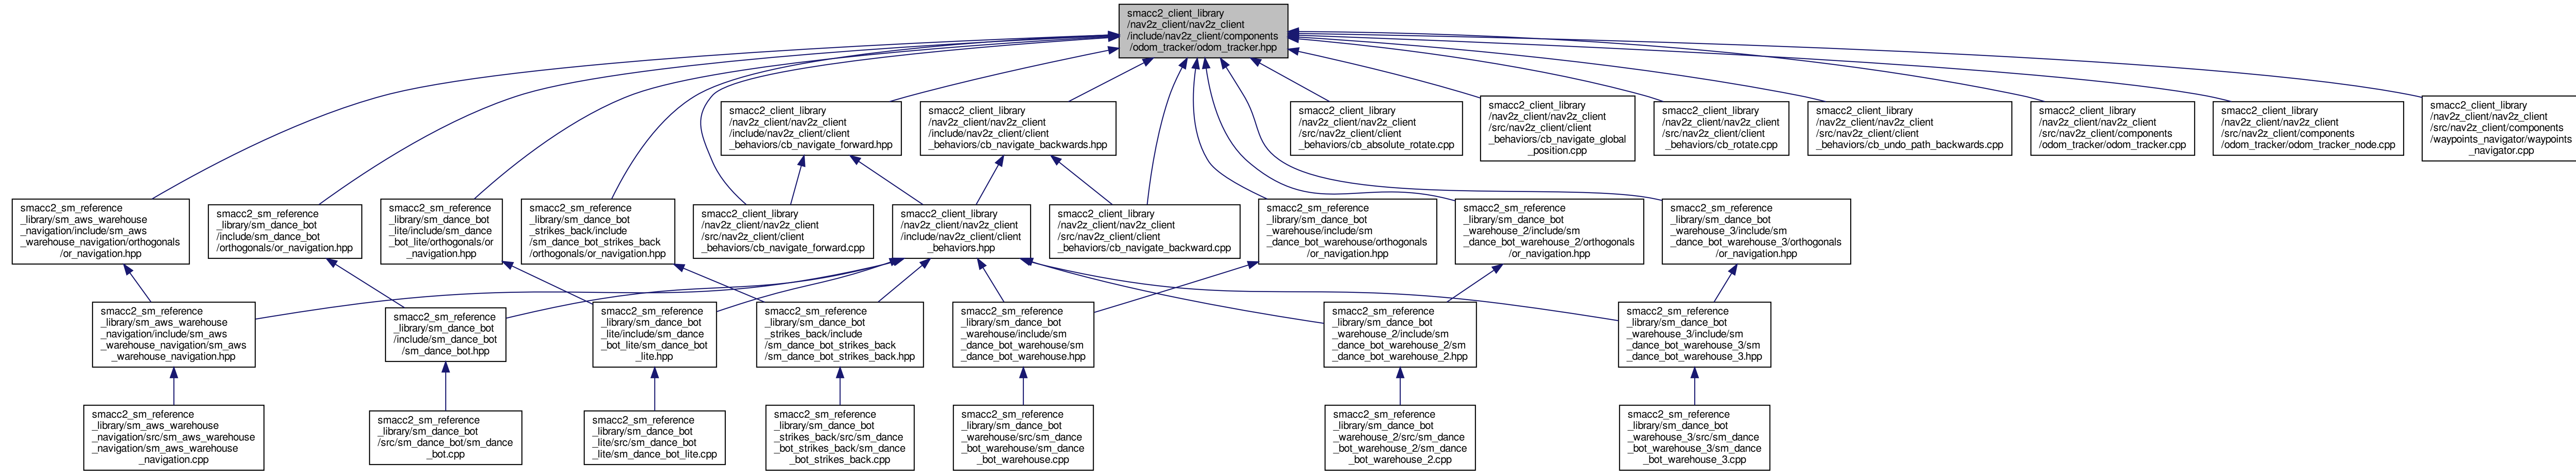 smacc2_client_library
/nav2z_client/nav2z_client
/include/nav2z_client/components
/odom_tracker/odom_tracker.hpp
smacc2_client_library
/nav2z_client/nav2z_client
/include/nav2z_client/client
_behaviors/cb_navigate_forward.hpp
smacc2_client_library
/nav2z_client/nav2z_client
/include/nav2z_client/client
_behaviors/cb_navigate_backwards.hpp
smacc2_client_library
/nav2z_client/nav2z_client
/src/nav2z_client/client
_behaviors/cb_absolute_rotate.cpp
smacc2_client_library
/nav2z_client/nav2z_client
/src/nav2z_client/client
_behaviors/cb_navigate_global
_position.cpp
smacc2_client_library
/nav2z_client/nav2z_client
/src/nav2z_client/client
_behaviors/cb_rotate.cpp
smacc2_client_library
/nav2z_client/nav2z_client
/src/nav2z_client/client
_behaviors/cb_undo_path_backwards.cpp
smacc2_client_library
/nav2z_client/nav2z_client
/src/nav2z_client/components
/odom_tracker/odom_tracker.cpp
smacc2_client_library
/nav2z_client/nav2z_client
/src/nav2z_client/components
/odom_tracker/odom_tracker_node.cpp
smacc2_client_library
/nav2z_client/nav2z_client
/src/nav2z_client/components
/waypoints_navigator/waypoints
_navigator.cpp
smacc2_sm_reference
_library/sm_aws_warehouse
_navigation/include/sm_aws
_warehouse_navigation/orthogonals
/or_navigation.hpp
smacc2_sm_reference
_library/sm_dance_bot
/include/sm_dance_bot
/orthogonals/or_navigation.hpp
smacc2_sm_reference
_library/sm_dance_bot
_lite/include/sm_dance
_bot_lite/orthogonals/or
_navigation.hpp
smacc2_sm_reference
_library/sm_dance_bot
_strikes_back/include
/sm_dance_bot_strikes_back
/orthogonals/or_navigation.hpp
smacc2_client_library
/nav2z_client/nav2z_client
/src/nav2z_client/client
_behaviors/cb_navigate_forward.cpp
smacc2_client_library
/nav2z_client/nav2z_client
/include/nav2z_client/client
_behaviors.hpp
smacc2_client_library
/nav2z_client/nav2z_client
/src/nav2z_client/client
_behaviors/cb_navigate_backward.cpp
smacc2_sm_reference
_library/sm_dance_bot
_warehouse/include/sm
_dance_bot_warehouse/orthogonals
/or_navigation.hpp
smacc2_sm_reference
_library/sm_dance_bot
_warehouse_2/include/sm
_dance_bot_warehouse_2/orthogonals
/or_navigation.hpp
smacc2_sm_reference
_library/sm_dance_bot
_warehouse_3/include/sm
_dance_bot_warehouse_3/orthogonals
/or_navigation.hpp
smacc2_sm_reference
_library/sm_aws_warehouse
_navigation/include/sm_aws
_warehouse_navigation/sm_aws
_warehouse_navigation.hpp
smacc2_sm_reference
_library/sm_dance_bot
/include/sm_dance_bot
/sm_dance_bot.hpp
smacc2_sm_reference
_library/sm_dance_bot
_lite/include/sm_dance
_bot_lite/sm_dance_bot
_lite.hpp
smacc2_sm_reference
_library/sm_dance_bot
_strikes_back/include
/sm_dance_bot_strikes_back
/sm_dance_bot_strikes_back.hpp
smacc2_sm_reference
_library/sm_dance_bot
_warehouse/include/sm
_dance_bot_warehouse/sm
_dance_bot_warehouse.hpp
smacc2_sm_reference
_library/sm_dance_bot
_warehouse_2/include/sm
_dance_bot_warehouse_2/sm
_dance_bot_warehouse_2.hpp
smacc2_sm_reference
_library/sm_dance_bot
_warehouse_3/include/sm
_dance_bot_warehouse_3/sm
_dance_bot_warehouse_3.hpp
smacc2_sm_reference
_library/sm_aws_warehouse
_navigation/src/sm_aws_warehouse
_navigation/sm_aws_warehouse
_navigation.cpp
smacc2_sm_reference
_library/sm_dance_bot
/src/sm_dance_bot/sm_dance
_bot.cpp
smacc2_sm_reference
_library/sm_dance_bot
_lite/src/sm_dance_bot
_lite/sm_dance_bot_lite.cpp
smacc2_sm_reference
_library/sm_dance_bot
_strikes_back/src/sm_dance
_bot_strikes_back/sm_dance
_bot_strikes_back.cpp
smacc2_sm_reference
_library/sm_dance_bot
_warehouse/src/sm_dance
_bot_warehouse/sm_dance
_bot_warehouse.cpp
smacc2_sm_reference
_library/sm_dance_bot
_warehouse_2/src/sm_dance
_bot_warehouse_2/sm_dance
_bot_warehouse_2.cpp
smacc2_sm_reference
_library/sm_dance_bot
_warehouse_3/src/sm_dance
_bot_warehouse_3/sm_dance
_bot_warehouse_3.cpp